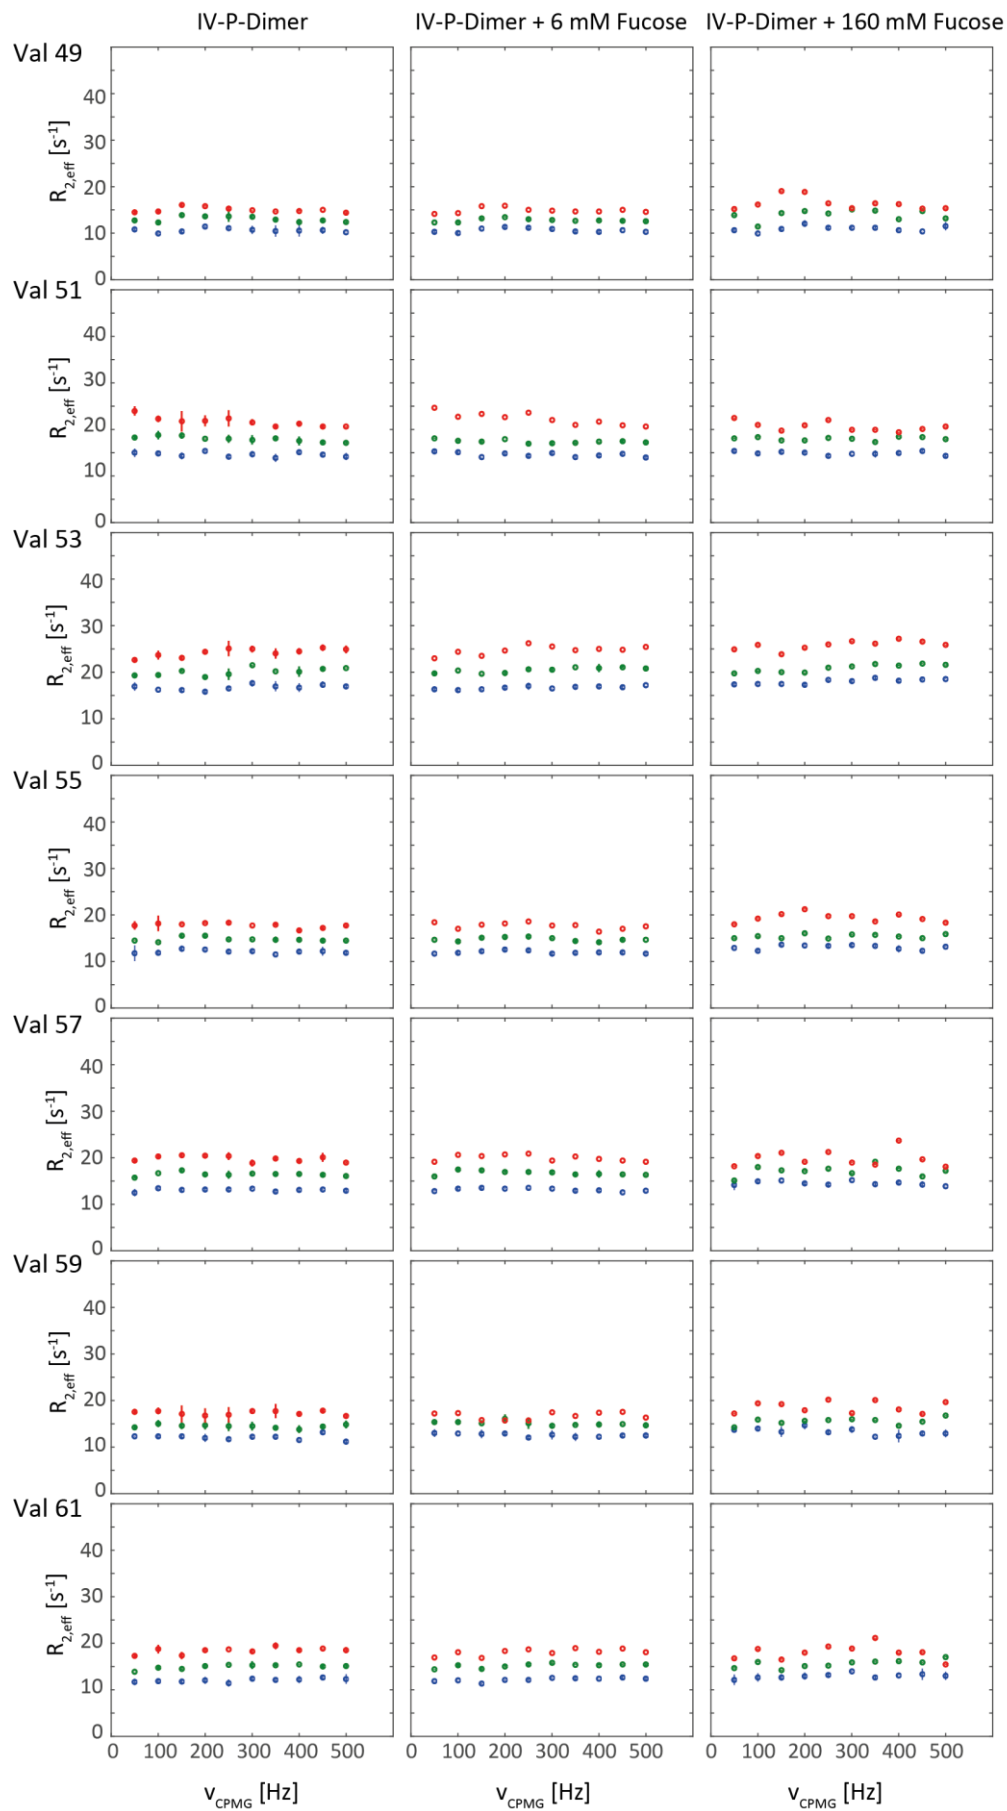 IV-P-Dimer IV-P-Dimer + 6 mM Fucose IV-P-Dimer + 160 mM Fucose
Val 49
R2,eff [s-1]
40
30
20
10
0
Val 51
R2,eff [s-1]
40
30
20
10
0
Val 53
R2,eff [s-1]
40
30
20
10
0
Val 55
R2,eff [s-1]
40
30
20
10
0
Val 57
R2,eff [s-1]
40
30
20
10
0
Val 59
R2,eff [s-1]
40
30
20
10
0
Val 61
R2,eff [s-1]
40
30
20
10
0
0 100 200 300 400 500 0 100 200 300 400 500 0 100 200 300 400 500
vCPMG [Hz] vCPMG [Hz] vCPMG [Hz]